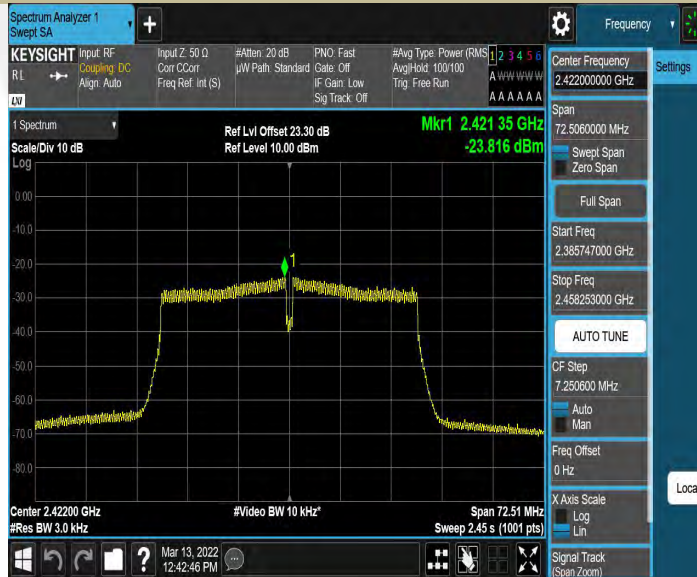 Spectrum Analyzer 1
Swept SA
Frequency
KEYSIGHT
RL
LXI
Input: RF
Coupling: DC
Align: Auto
Input Z: 50 Ω
Corr CCorr
Freq Ref: Int (S)
#Atten: 20 dB
µW Path: Standard
PNO: Fast
Gate: Off
IF Gain: Low
Sig Track: Off
#Avg Type: Power (RMS
Avg|Hold: 100/100
Trig: Free Run
1 2 3 4 5 6
A W W W W W
A A A A A A
1 Spectrum
Scale/Div 10 dB
Log
Ref Lvl Offset 23.30 dB
Ref Level 10.00 dBm
Mkr1 2.421 35 GHz
-23.816 dBm
0.00
-10.0
-20.0
-30.0
-40.0
-50.0
-60.0
-70.0
-80.0
1
Center 2.42200 GHz
#Res BW 3.0 kHz
#Video BW 10 kHz*
Span 72.51 MHz
Sweep 2.45 s (1001 pts)
Mar 13, 2022
12:42:46 PM
?
Center Frequency
2.422000000 GHz
Settings
Span
72.5060000 MHz
Swept Span
Zero Span
Full Span
Start Freq
2.385747000 GHz
Stop Freq
2.458253000 GHz
AUTO TUNE
CF Step
7.250600 MHz
Auto
Man
Freq Offset
0 Hz
X Axis Scale
Log
Lin
Loca
Signal Track
(Span Zoom)